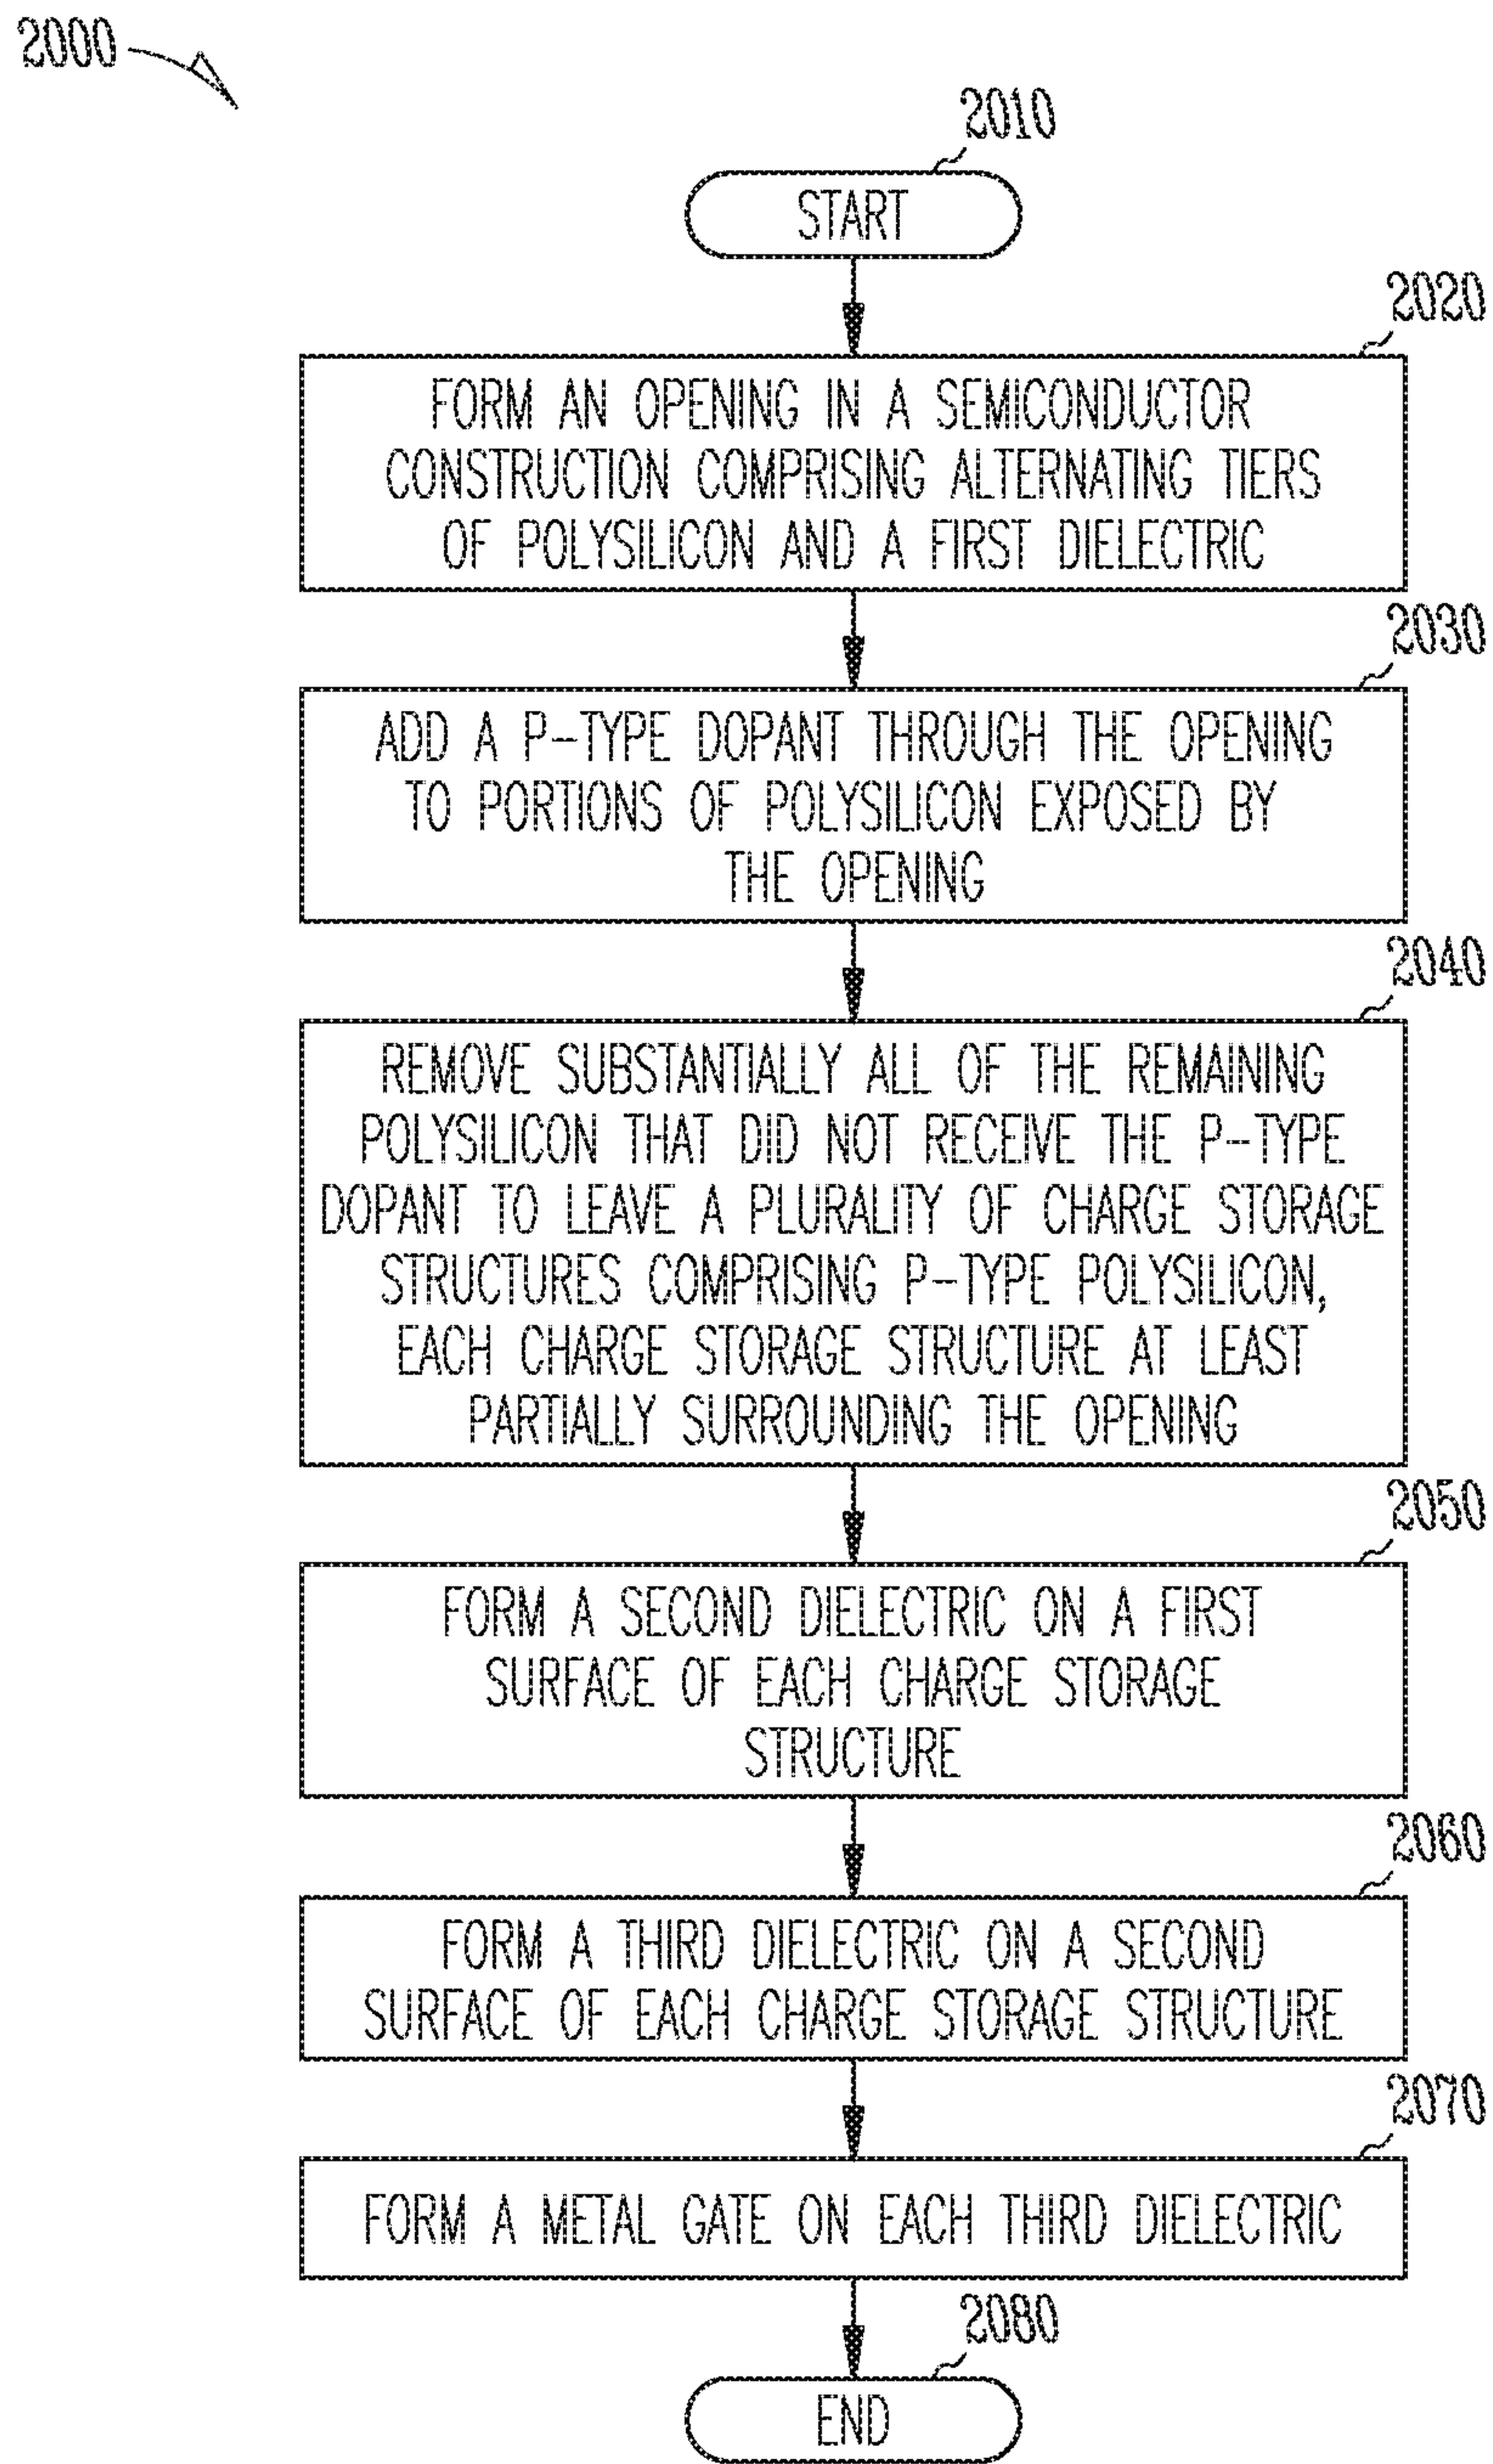 2000
2010
START
2020
FORM AN OPENING IN A SEMICONDUCTOR
CONSTRUCTION COMPRISING ALTERNATING TIERS
OF POLYSILICON AND A FIRST DIELECTRIC
2030
ADD A P-TYPE DOPANT THROUGH THE OPENING
TO PORTIONS OF POLYSILICON EXPOSED BY
THE OPENING
2040
REMOVE SUBSTANTIALLY ALL OF THE REMAINING
POLYSILICON THAT DID NOT RECEIVE THE P-TYPE
DOPANT TO LEAVE A PLURALITY OF CHARGE STORAGE
STRUCTURES COMPRISING P-TYPE POLYSILICON,
EACH CHARGE STORAGE STRUCTURE AT LEAST
PARTIALLY SURROUNDING THE OPENING
2050
FORM A SECOND DIELECTRIC ON A FIRST
SURFACE OF EACH CHARGE STORAGE
STRUCTURE
2060
FORM A THIRD DIELECTRIC ON A SECOND
SURFACE OF EACH CHARGE STORAGE STRUCTURE
2070
FORM A METAL GATE ON EACH THIRD DIELECTRIC
2080
END